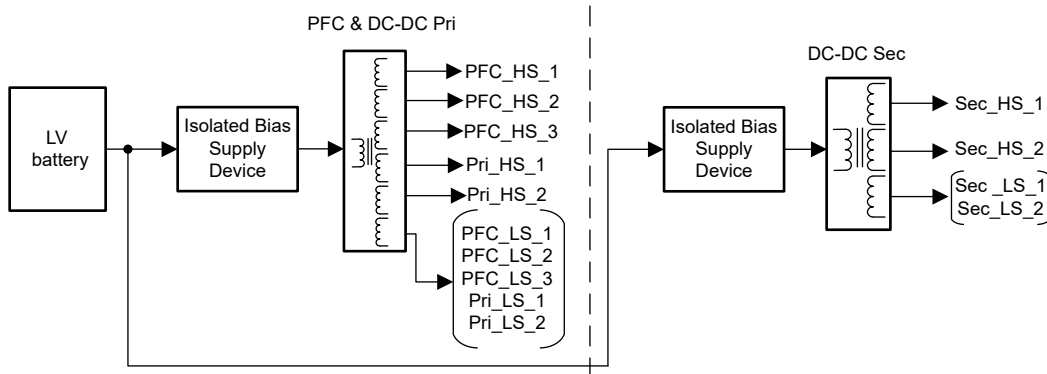 PFC & DC-DC Pri
LV
battery
Isolated Bias
Supply
Device
PFC_HS_1
PFC_HS_2
PFC_HS_3
Pri_HS_1
Pri_HS_2
PFC_LS_1
PFC_LS_2
PFC_LS_3
Pri_LS_1
Pri_LS_2
DC-DC Sec
Isolated Bias
Supply
Device
Sec_HS_1
Sec_HS_2
Sec _LS_1
Sec_LS_2